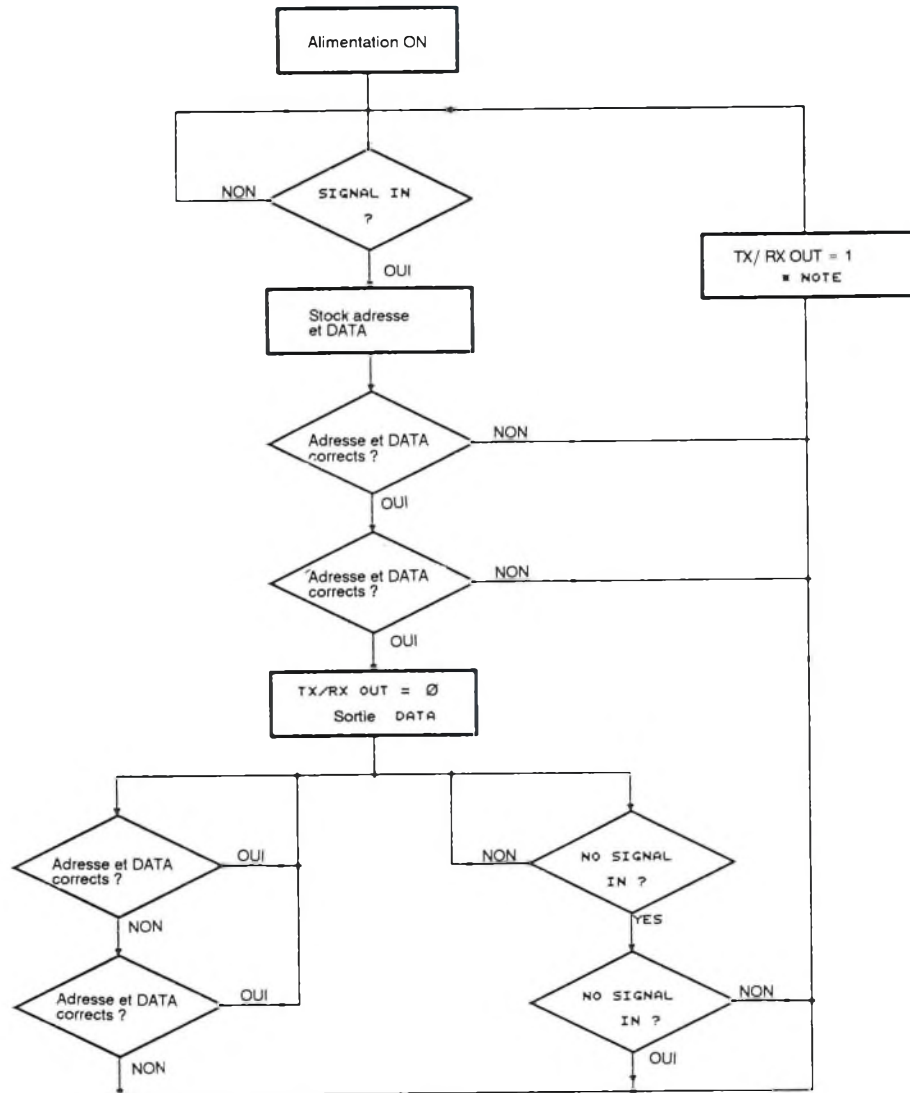 Alimentation ON
NON
SIGNAL IN
?
OUI
TX/ RX OUT = 1
* NOTE
Stock adresse
et DATA
Adresse et DATA
corrects ?
NON
OUI
Adresse et DATA
corrects ?
NON
OUI
TX/RX OUT = Ø
Sortie DATA
Adresse et DATA
corrects ?
OUI
NON
NON
NO SIGNAL
IN ?
YES
Adresse et DATA
corrects ?
OUI
NON
NO SIGNAL
IN ?
NON
OUI